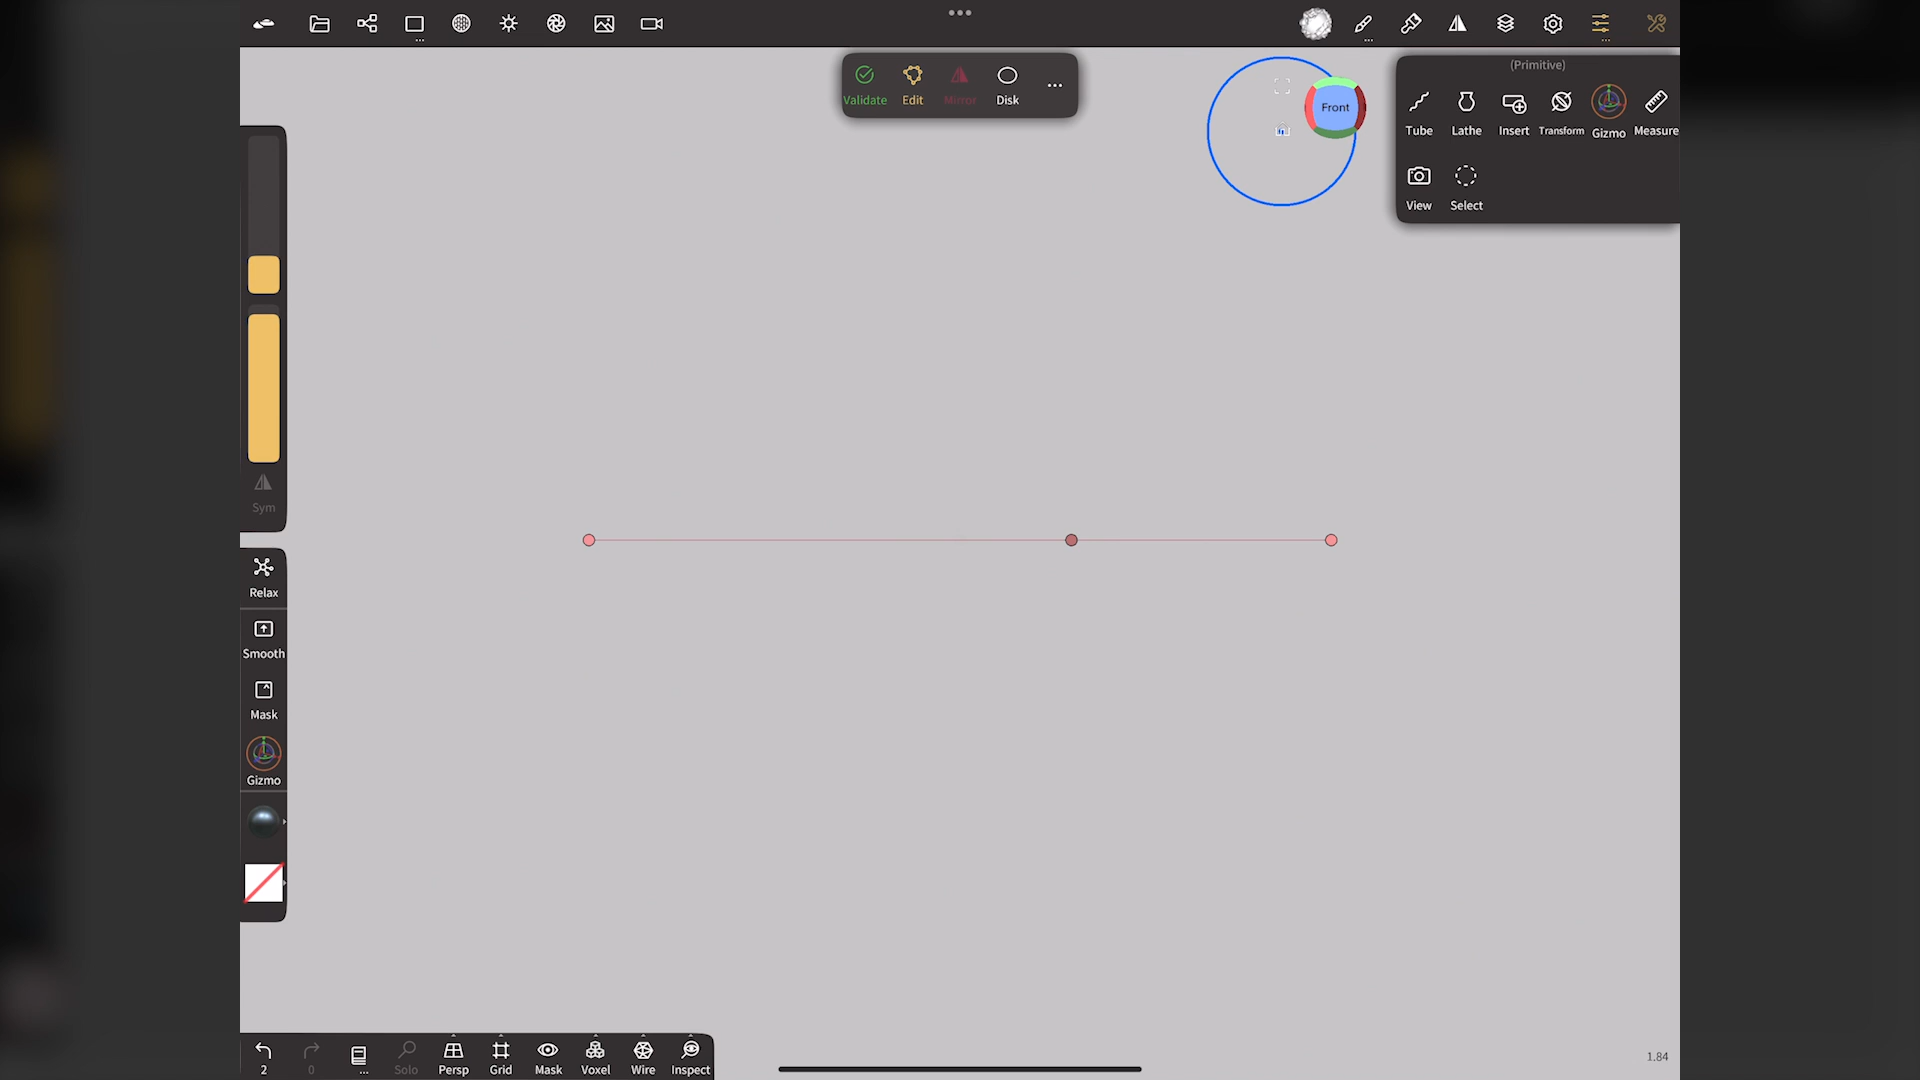 Validate
Edit
Mirror
Disk
...
Front
(Primitive)
Tube
Lathe
Insert
Transform
Gizmo
Measure
View
Select
Sym
Relax
Smooth
Mask
Gizmo
2
0
...
Solo
Persp
Grid
Mask
Voxel
Wire
Inspect
1.84